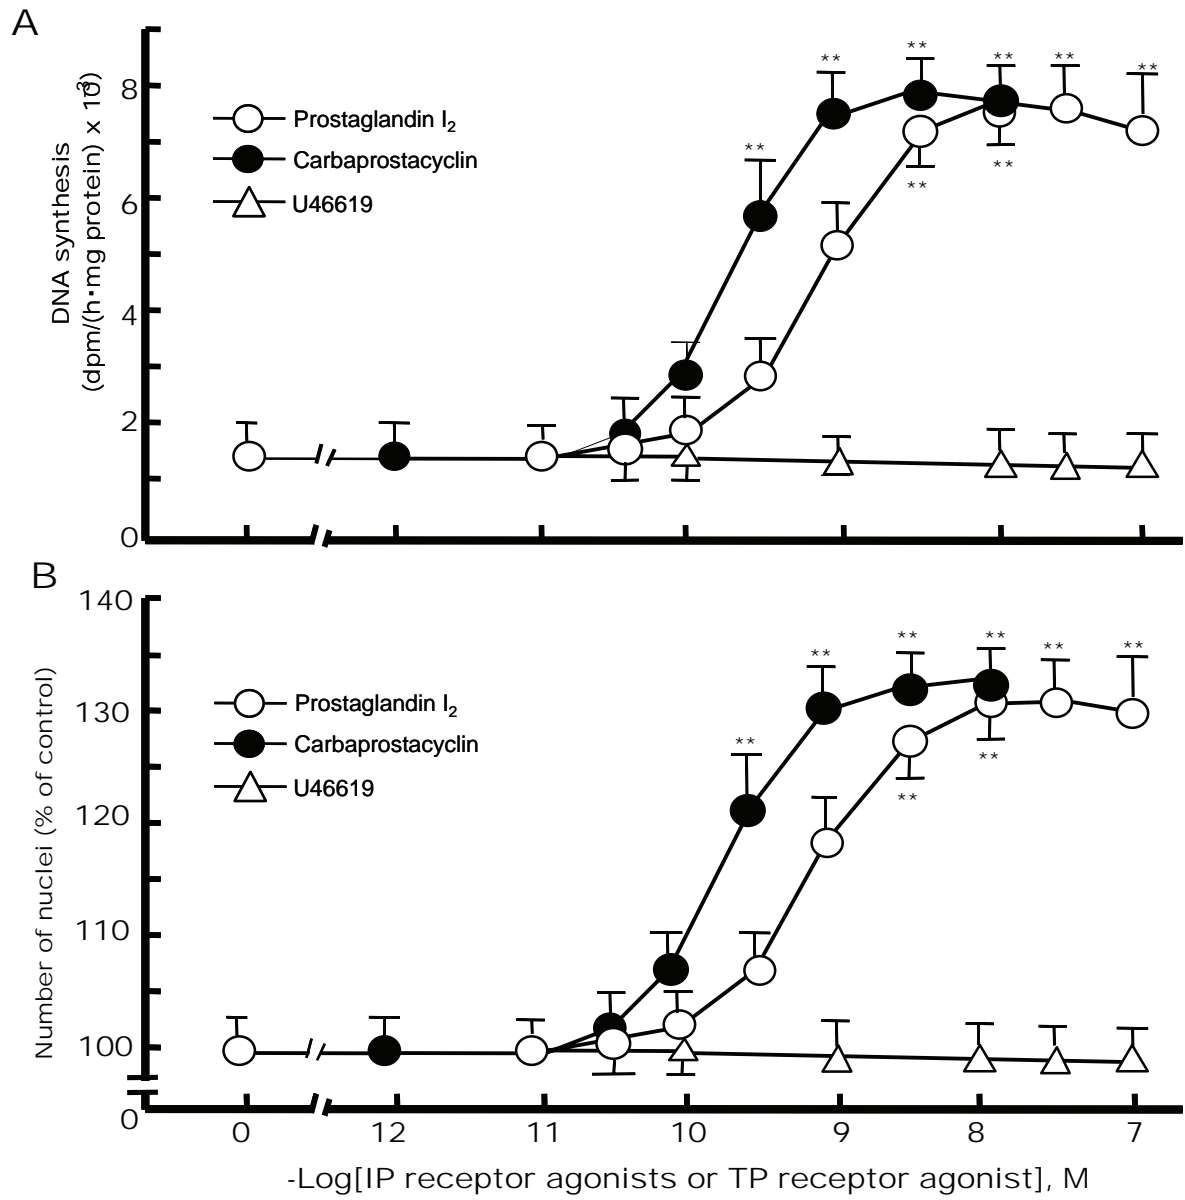 A
DNA synthesis
(dpm/(h･mg protein) x 10³)
8
6
4
2
0
Prostaglandin I₂
Carbaprostacyclin
U46619
**
**
**
**
**
**
**
**
B
Number of nuclei (% of control)
140
130
120
110
100
0
Prostaglandin I₂
Carbaprostacyclin
U46619
**
**
**
**
**
**
**
**
0 12 11 10 9 8 7
-Log[IP receptor agonists or TP receptor agonist], M